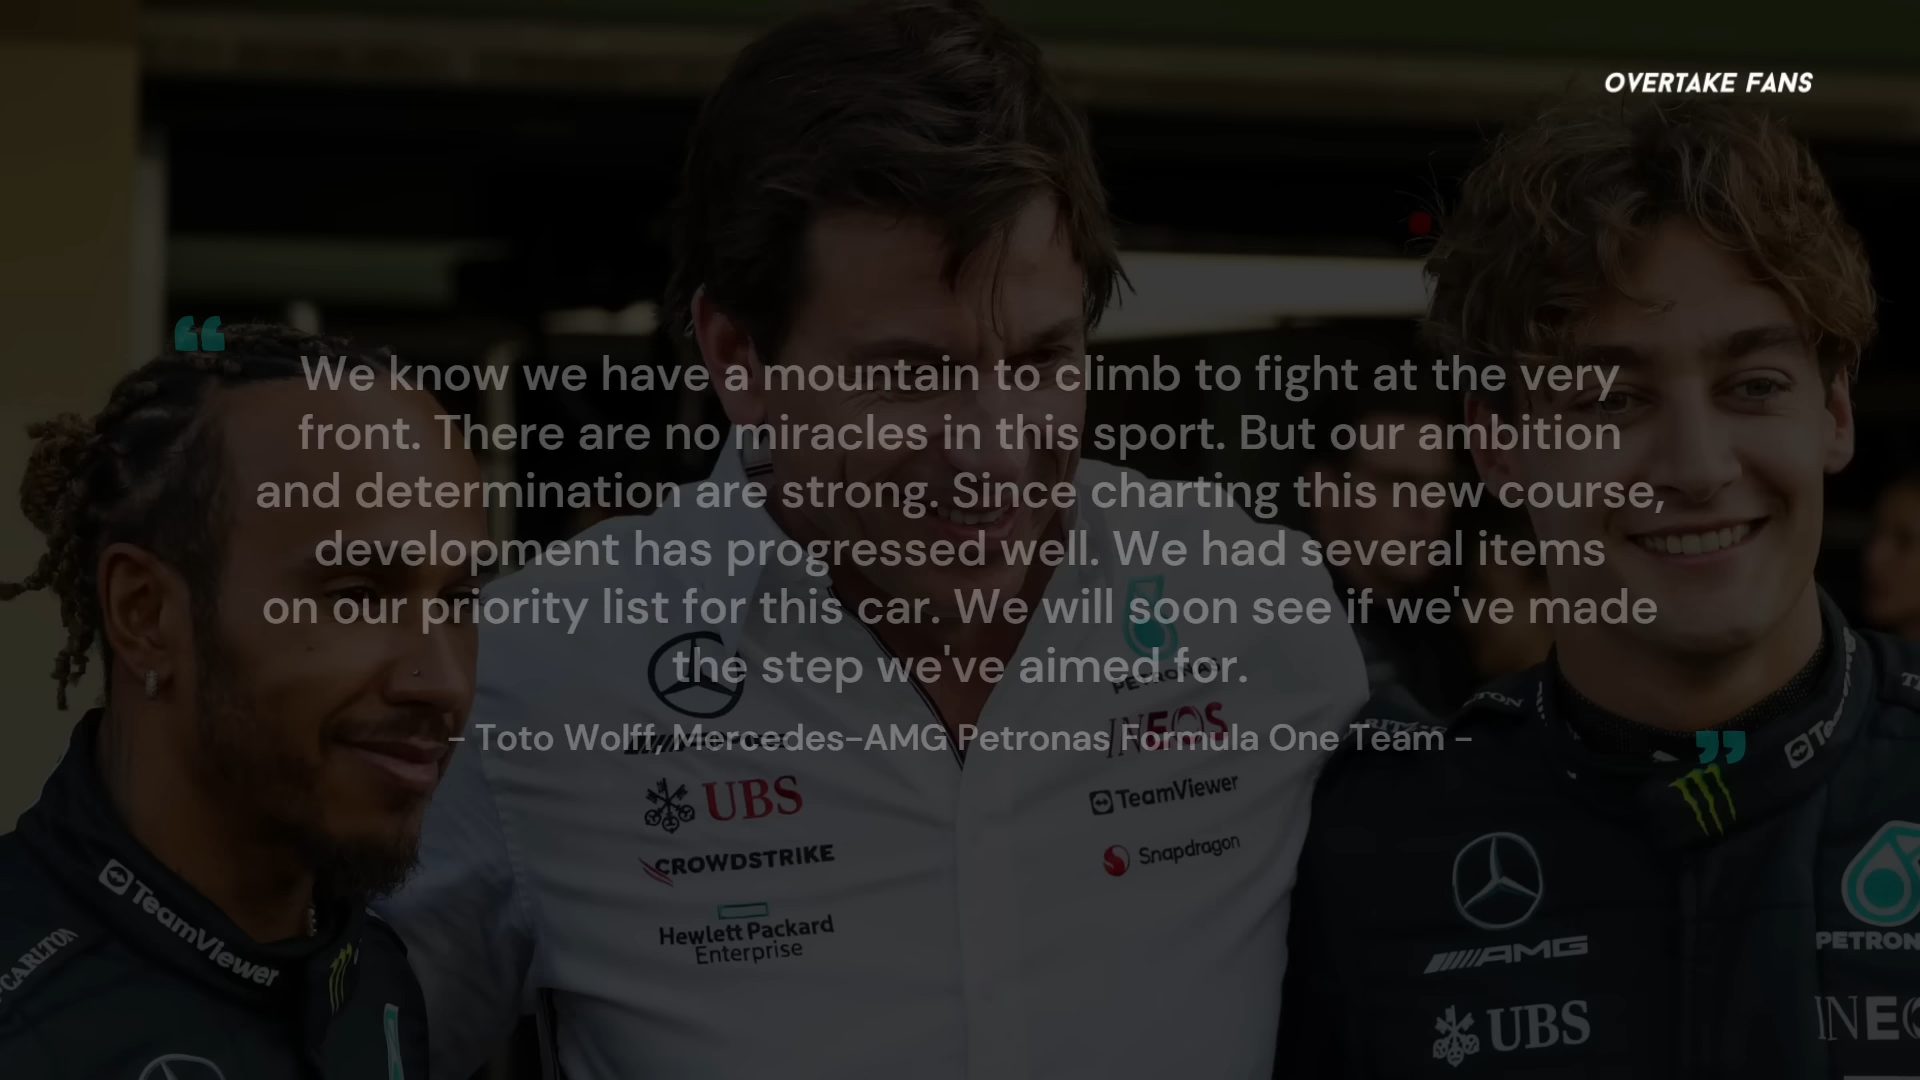 OVERTAKE FANS
“
We know we have a mountain to climb to fight at the very
front. There are no miracles in this sport. But our ambition
and determination are strong. Since charting this new course,
development has progressed well. We had several items
on our priority list for this car. We will soon see if we've made
the step we've aimed for.
– Toto Wolff, Mercedes-AMG Petronas Formula One Team –
”
PETRONAS
INEOS
UBS
TeamViewer
CROWDSTRIKE
Snapdragon
Hewlett Packard
Enterprise
TeamViewer
CARLTON
AMG
UBS
PETRON
INEO